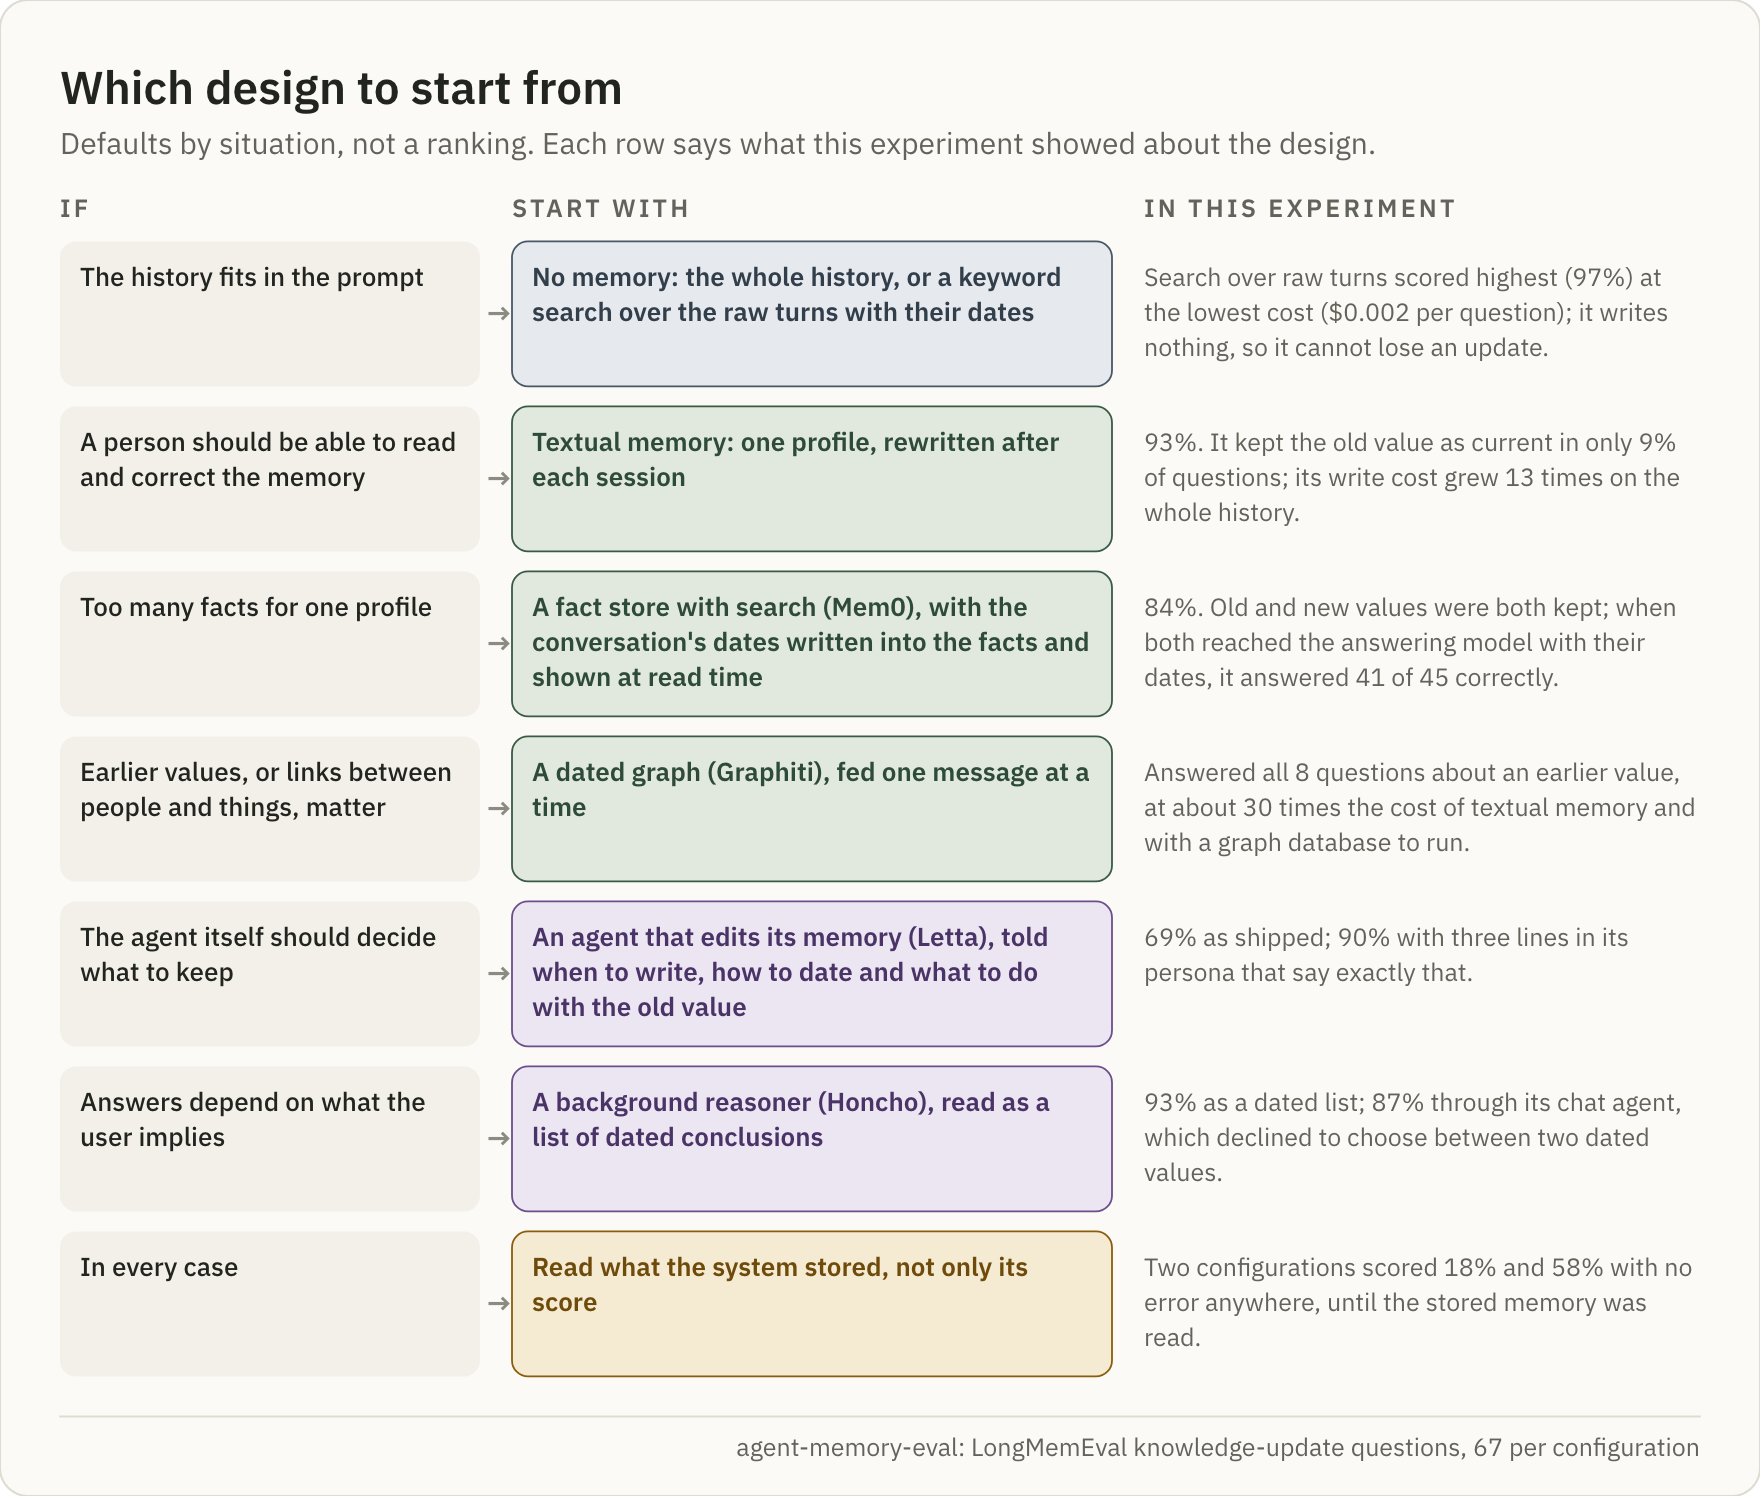 Which design to start from
Defaults by situation, not a ranking. Each row says what this experiment showed about the design.
IF
START WITH
IN THIS EXPERIMENT
The history fits in the prompt
→
No memory: the whole history, or a keyword
search over the raw turns with their dates
Search over raw turns scored highest (97%) at
the lowest cost ($0.002 per question); it writes
nothing, so it cannot lose an update.
A person should be able to read
and correct the memory
→
Textual memory: one profile, rewritten after
each session
93%. It kept the old value as current in only 9%
of questions; its write cost grew 13 times on the
whole history.
Too many facts for one profile
→
A fact store with search (Mem0), with the
conversation's dates written into the facts and
shown at read time
84%. Old and new values were both kept; when
both reached the answering model with their
dates, it answered 41 of 45 correctly.
Earlier values, or links between
people and things, matter
→
A dated graph (Graphiti), fed one message at a
time
Answered all 8 questions about an earlier value,
at about 30 times the cost of textual memory and
with a graph database to run.
The agent itself should decide
what to keep
→
An agent that edits its memory (Letta), told
when to write, how to date and what to do
with the old value
69% as shipped; 90% with three lines in its
persona that say exactly that.
Answers depend on what the
user implies
→
A background reasoner (Honcho), read as a
list of dated conclusions
93% as a dated list; 87% through its chat agent,
which declined to choose between two dated
values.
In every case
→
Read what the system stored, not only its
score
Two configurations scored 18% and 58% with no
error anywhere, until the stored memory was
read.
agent-memory-eval: LongMemEval knowledge-update questions, 67 per configuration